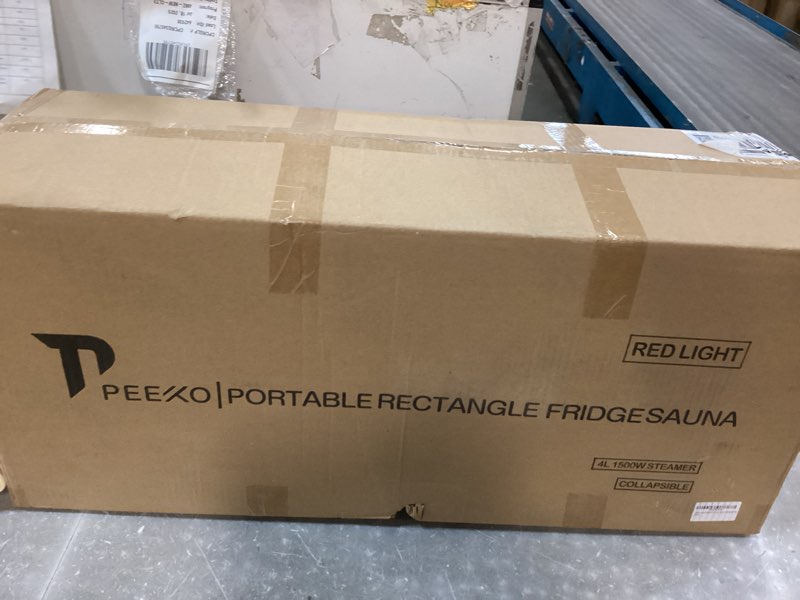 PEEKO | PORTABLE RECTANGLE FRIDGESAUNA
RED LIGHT
4L 1500W STEAMER
COLLAPSIBLE